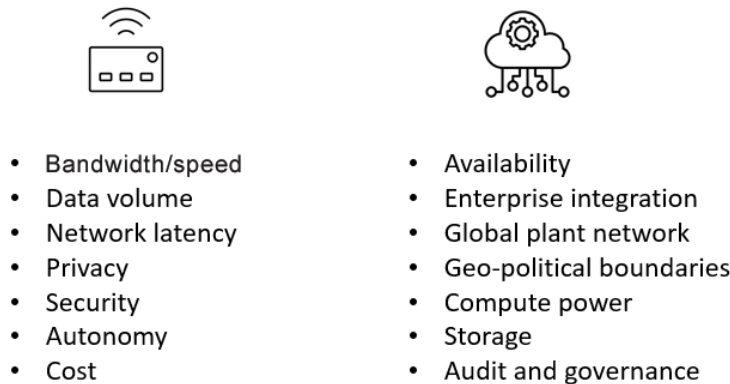 • Bandwidth/speed
• Data volume
• Network latency
• Privacy
• Security
• Autonomy
• Cost
• Availability
• Enterprise integration
• Global plant network
• Geo-political boundaries
• Compute power
• Storage
• Audit and governance